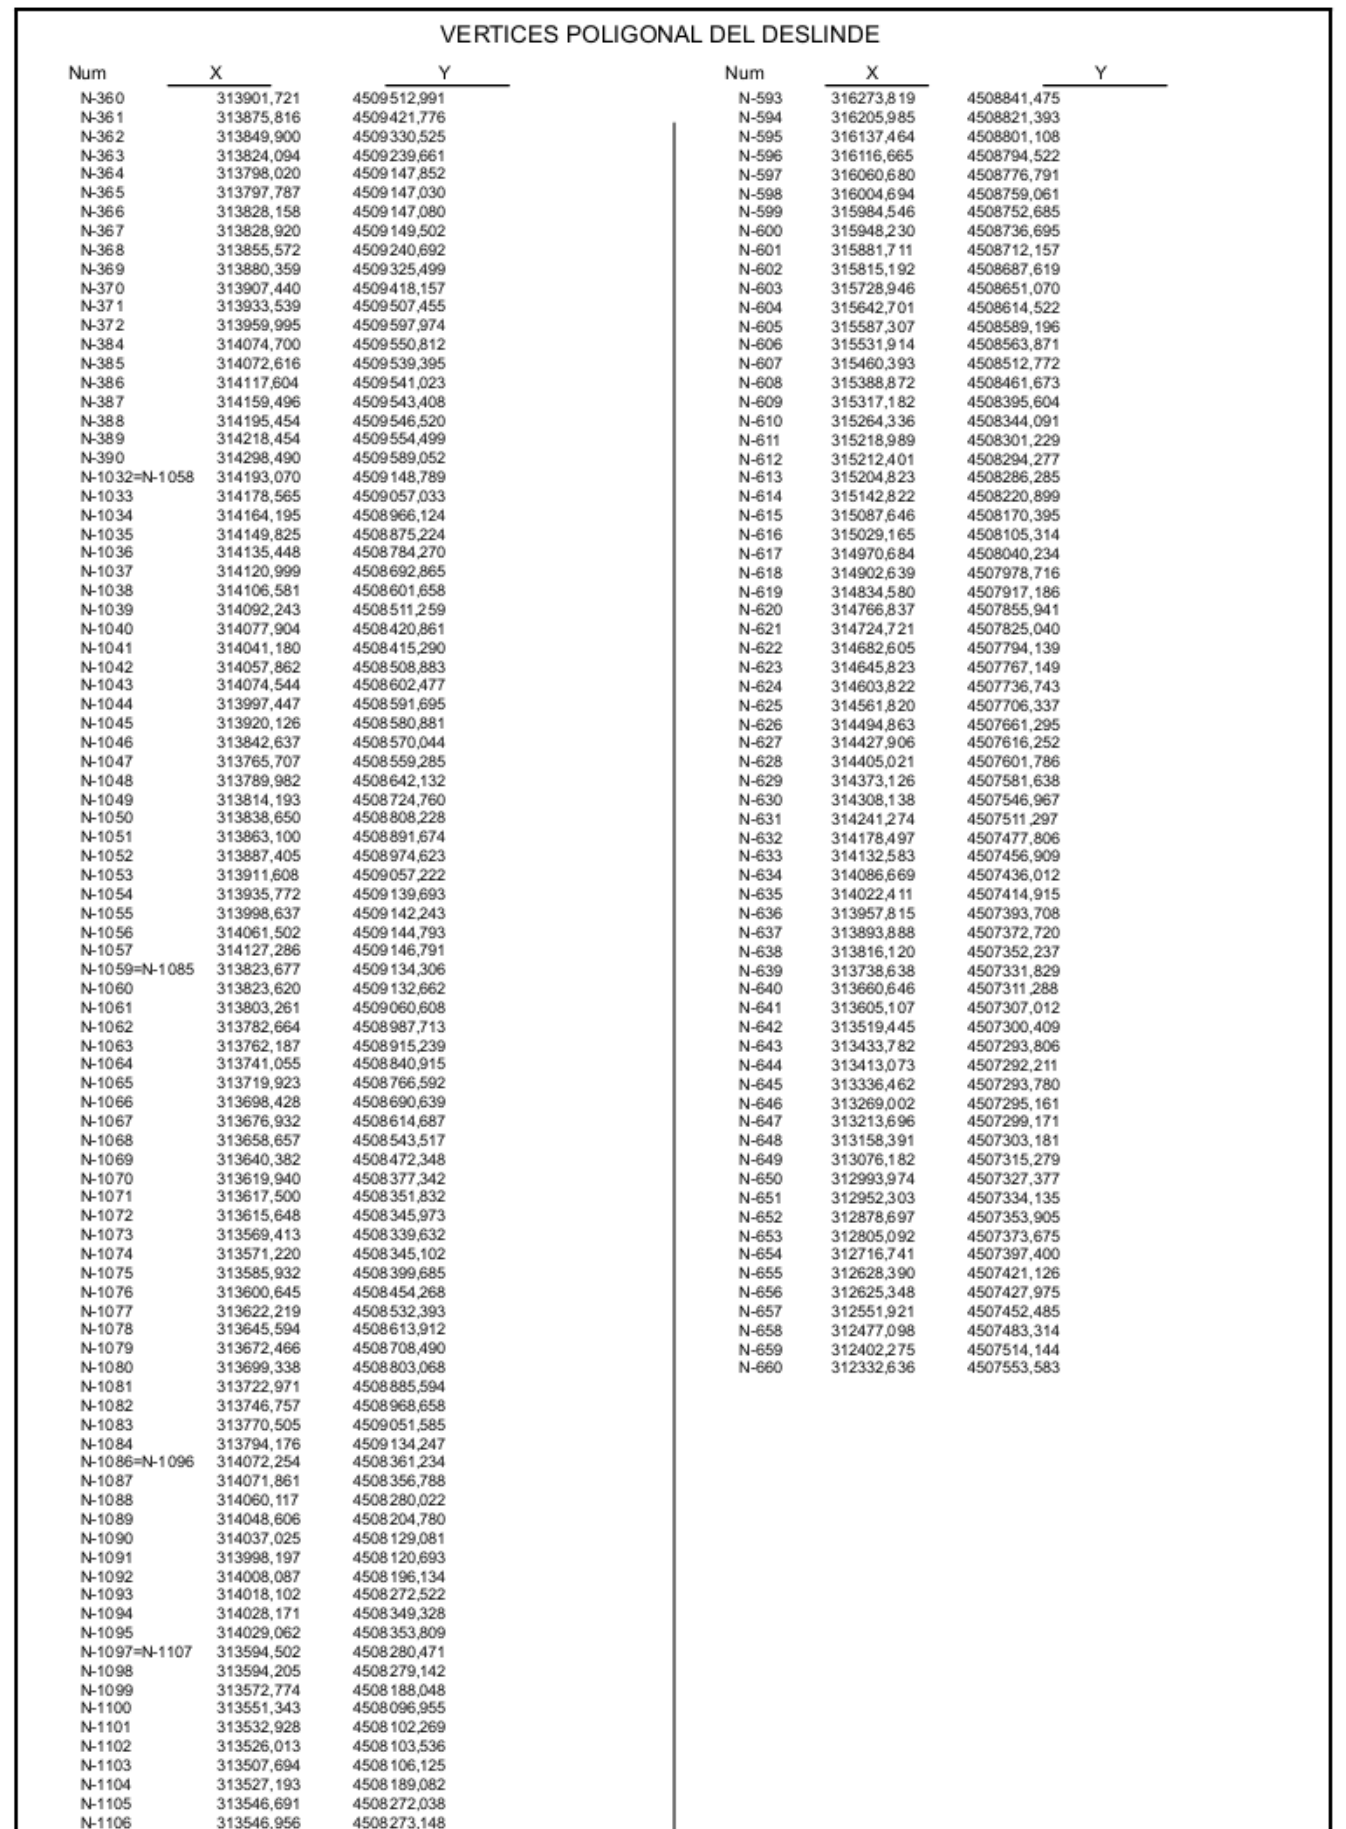 VERTICES POLIGONAL DEL DESLINDE
Num X Y
N-360 313901,721 4509512,991
N-361 313875,816 4509421,776
N-362 313849,900 4509330,525
N-363 313824,094 4509239,661
N-364 313798,020 4509147,852
N-365 313797,787 4509147,030
N-366 313828,158 4509147,080
N-367 313828,920 4509149,502
N-368 313855,572 4509240,692
N-369 313880,359 4509325,499
N-370 313907,440 4509418,157
N-371 313933,539 4509507,455
N-372 313959,995 4509597,974
N-384 314074,700 4509550,812
N-385 314072,616 4509539,395
N-386 314117,604 4509541,023
N-387 314159,496 4509543,408
N-388 314195,454 4509546,520
N-389 314218,454 4509554,499
N-390 314298,490 4509589,052
N-1032=N-1058 314193,070 4509148,789
N-1033 314178,565 4509057,033
N-1034 314164,195 4508966,124
N-1035 314149,825 4508875,224
N-1036 314135,448 4508784,270
N-1037 314120,999 4508692,865
N-1038 314106,581 4508601,658
N-1039 314092,243 4508511,259
N-1040 314077,904 4508420,861
N-1041 314041,180 4508415,290
N-1042 314057,862 4508508,883
N-1043 314074,544 4508602,477
N-1044 313997,447 4508591,695
N-1045 313920,126 4508580,881
N-1046 313842,637 4508570,044
N-1047 313765,707 4508559,285
N-1048 313789,982 4508642,132
N-1049 313814,193 4508724,760
N-1050 313838,650 4508808,228
N-1051 313863,100 4508891,674
N-1052 313887,405 4508974,623
N-1053 313911,608 4509057,222
N-1054 313935,772 4509139,693
N-1055 313998,637 4509142,243
N-1056 314061,502 4509144,793
N-1057 314127,286 4509146,791
N-1059=N-1085 313823,677 4509134,306
N-1060 313823,620 4509132,662
N-1061 313803,261 4509060,608
N-1062 313782,664 4508987,713
N-1063 313762,187 4508915,239
N-1064 313741,055 4508840,915
N-1065 313719,923 4508766,592
N-1066 313698,428 4508690,639
N-1067 313676,932 4508614,687
N-1068 313658,657 4508543,517
N-1069 313640,382 4508472,348
N-1070 313619,940 4508377,342
N-1071 313617,500 4508351,832
N-1072 313615,648 4508345,973
N-1073 313569,413 4508339,632
N-1074 313571,220 4508345,102
N-1075 313585,932 4508399,685
N-1076 313600,645 4508454,268
N-1077 313622,219 4508532,393
N-1078 313645,594 4508613,912
N-1079 313672,466 4508708,490
N-1080 313699,338 4508803,068
N-1081 313722,971 4508885,594
N-1082 313746,757 4508968,658
N-1083 313770,505 4509051,585
N-1084 313794,176 4509134,247
N-1086=N-1096 314072,254 4508361,234
N-1087 314071,861 4508356,788
N-1088 314060,117 4508280,022
N-1089 314048,606 4508204,780
N-1090 314037,025 4508129,081
N-1091 313998,197 4508120,693
N-1092 314008,087 4508196,134
N-1093 314018,102 4508272,522
N-1094 314028,171 4508349,328
N-1095 314029,062 4508353,809
N-1097=N-1107 313594,502 4508280,471
N-1098 313594,205 4508279,142
N-1099 313572,774 4508188,048
N-1100 313551,343 4508096,955
N-1101 313532,928 4508102,269
N-1102 313526,013 4508103,536
N-1103 313507,694 4508106,125
N-1104 313527,193 4508189,082
N-1105 313546,691 4508272,038
N-1106 313546,956 4508273,148
Num X Y
N-593 316273,819 4508841,475
N-594 316205,985 4508821,393
N-595 316137,464 4508801,108
N-596 316116,665 4508794,522
N-597 316060,680 4508776,791
N-598 316004,694 4508759,061
N-599 315984,546 4508752,685
N-600 315948,230 4508736,695
N-601 315881,711 4508712,157
N-602 315815,192 4508687,619
N-603 315728,946 4508651,070
N-604 315642,701 4508614,522
N-605 315587,307 4508589,196
N-606 315531,914 4508563,871
N-607 315460,393 4508512,772
N-608 315388,872 4508461,673
N-609 315317,182 4508395,604
N-610 315264,336 4508344,091
N-611 315218,989 4508301,229
N-612 315212,401 4508294,277
N-613 315204,823 4508286,285
N-614 315142,822 4508220,899
N-615 315087,646 4508170,395
N-616 315029,165 4508105,314
N-617 314970,684 4508040,234
N-618 314902,639 4507978,716
N-619 314834,580 4507917,186
N-620 314766,837 4507855,941
N-621 314724,721 4507825,040
N-622 314682,605 4507794,139
N-623 314645,823 4507767,149
N-624 314603,822 4507736,743
N-625 314561,820 4507706,337
N-626 314494,863 4507661,295
N-627 314427,906 4507616,252
N-628 314405,021 4507601,786
N-629 314373,126 4507581,638
N-630 314308,138 4507546,967
N-631 314241,274 4507511,297
N-632 314178,497 4507477,806
N-633 314132,583 4507456,909
N-634 314086,669 4507436,012
N-635 314022,411 4507414,915
N-636 313957,815 4507393,708
N-637 313893,888 4507372,720
N-638 313816,120 4507352,237
N-639 313738,638 4507331,829
N-640 313660,646 4507311,288
N-641 313605,107 4507307,012
N-642 313519,445 4507300,409
N-643 313433,782 4507293,806
N-644 313413,073 4507292,211
N-645 313336,462 4507293,780
N-646 313269,002 4507295,161
N-647 313213,696 4507299,171
N-648 313158,391 4507303,181
N-649 313076,182 4507315,279
N-650 312993,974 4507327,377
N-651 312952,303 4507334,135
N-652 312878,697 4507353,905
N-653 312805,092 4507373,675
N-654 312716,741 4507397,400
N-655 312628,390 4507421,126
N-656 312625,348 4507427,975
N-657 312551,921 4507452,485
N-658 312477,098 4507483,314
N-659 312402,275 4507514,144
N-660 312332,636 4507553,583